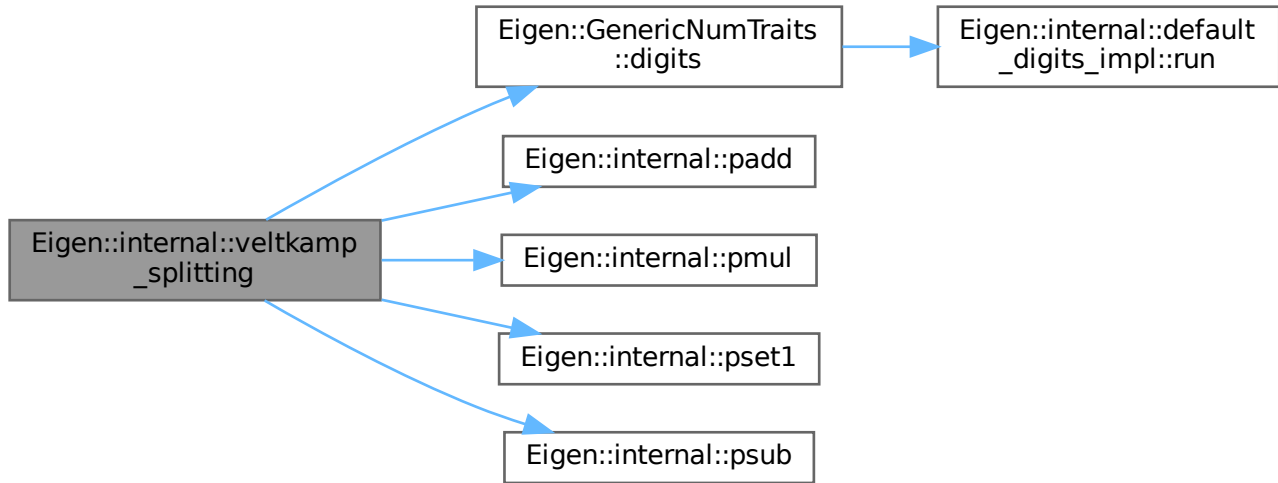 Eigen::GenericNumTraits
::digits
Eigen::internal::default
_digits_impl::run
Eigen::internal::padd
Eigen::internal::veltkamp
_splitting
Eigen::internal::pmul
Eigen::internal::pset1
Eigen::internal::psub